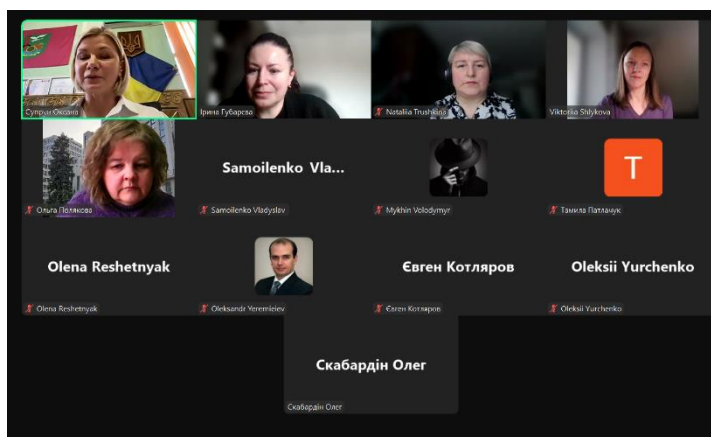 Супрун Оксана
Ірина Губарєва
Nataliia Trushkina
Viktoriia Shlykova
Ольга Полякова
Samoilenko Vla...
Samoilenko Vladyslav
Mykhin Volodymyr
T
Тамила Патлачук
Olena Reshetnyak
Olena Reshetnyak
Oleksandr Yeremieiev
Євген Котляров
Євген Котляров
Oleksii Yurchenko
Oleksii Yurchenko
Скабардін Олег
Скабардін Олег